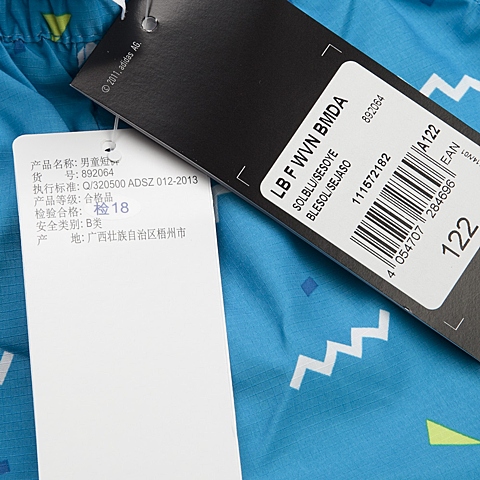 © 2011. adidas AG.
产品名称: 男童短
货 号: 892064
执行标准: Q/320500 ADSZ 012-2013
产品等级: 合格品
检验合格: 检18
安全类别: B类
产 地: 广西壮族自治区梧州市
LB F WVN BMDA
892064
SOLBLU/SESOYE
BLESOL/SEJASO
111572182
A122
4 054707 284696
EAN
122